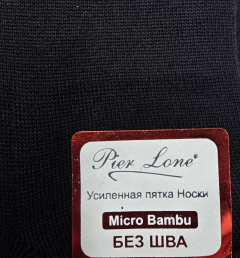 Pier Lone®
Усиленная пятка Носки
Micro Bambu
БЕЗ ШВА